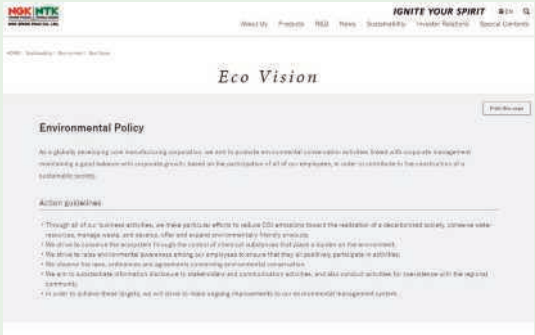 NGK NTK
IGNITE YOUR SPIRIT EN
About Us Products R&D News Sustainability Investor Relations Special Contents
HOME Sustainability Environment Eco Vision
Eco Vision
Print this page
Environmental Policy
As a globally developing core manufacturing corporation, we aim to promote environmental conservation activities linked with corporate management
maintaining a good balance with corporate growth, based on the participation of all of our employees, in order to contribute to the construction of a
sustainable society.
Action guidelines
• Through all of our business activities, we make particular efforts to reduce CO2 emissions toward the realization of a decarbonized society, conserve water
resources, manage waste, and develop, offer and expand environmentally friendly products.
• We strive to conserve the ecosystem through the control of chemical substances that place a burden on the environment.
• We strive to raise environmental awareness among our employees to ensure that they all positively participate in activities.
• We observe the laws, ordinances and agreements concerning environmental conservation.
• We aim to substantiate information disclosure to stakeholders and communication activities, and also conduct activities for coexistence with the regional
community.
• In order to achieve these targets, we will strive to make ongoing improvements to our environmental management system.